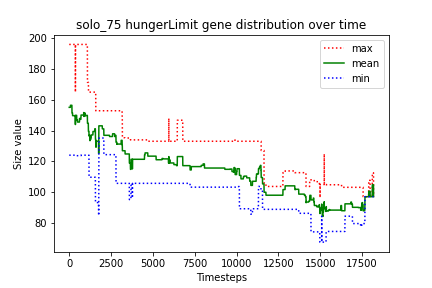 solo_75 hungerLimit gene distribution over time
max
mean
min
Size value
200
180
160
140
120
100
80
0 2500 5000 7500 10000 12500 15000 17500
Timesteps